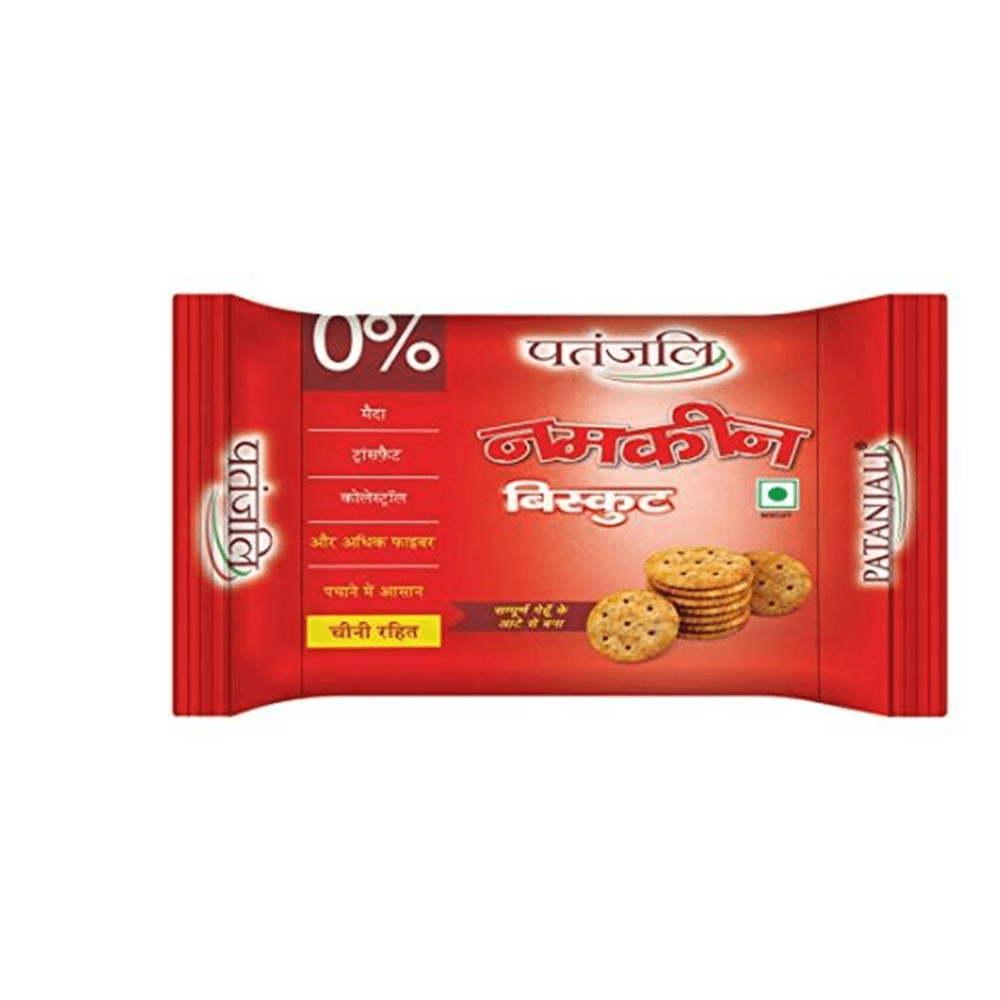 0%
मैदा
ट्रांसफ़ैट
कोलेस्ट्रॉल
और अधिक फाइबर
पचाने में आसान
चीनी रहित
पतंजलि
नमकीन
बिस्कुट
सम्पूर्ण गेहूँ के
आटे से बना
पतंजलि
PATANJALI®